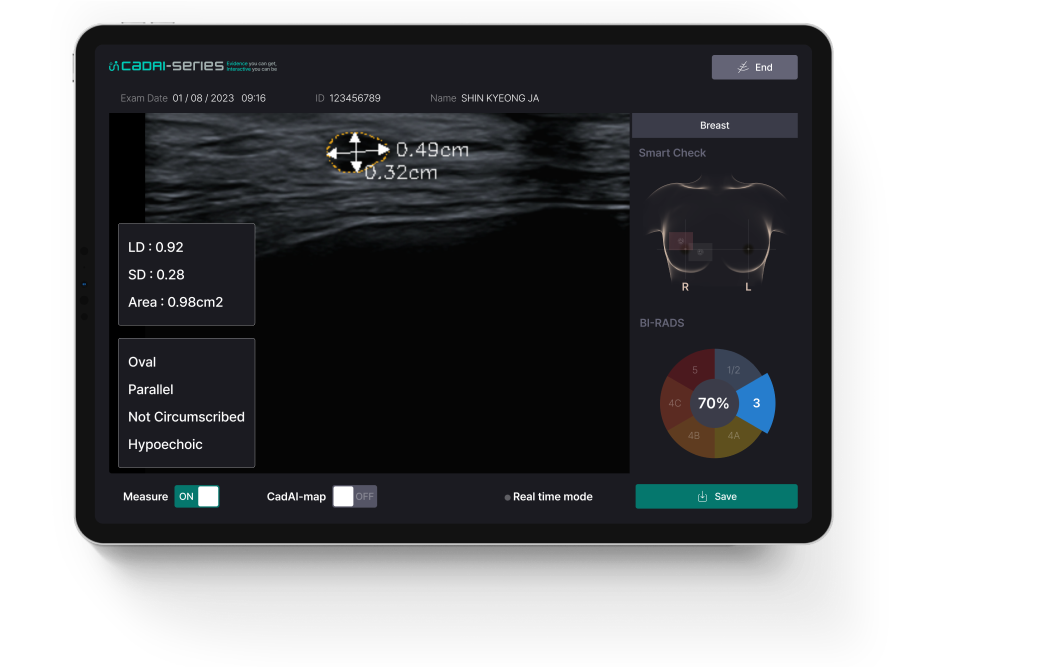 CADAI-SERIES Evidence you can get,
Interactive you can be
End
Exam Date 01 / 08 / 2023 09:16 ID 123456789 Name SHIN KYEONG JA
Breast
Smart Check
0.49cm
0.32cm
LD : 0.92
SD : 0.28
Area : 0.98cm2
R L
BI-RADS
Oval
Parallel
Not Circumscribed
Hypoechoic
5 1/2
4C 70% 3
4B 4A
Measure ON CadAI-map OFF Real time mode Save